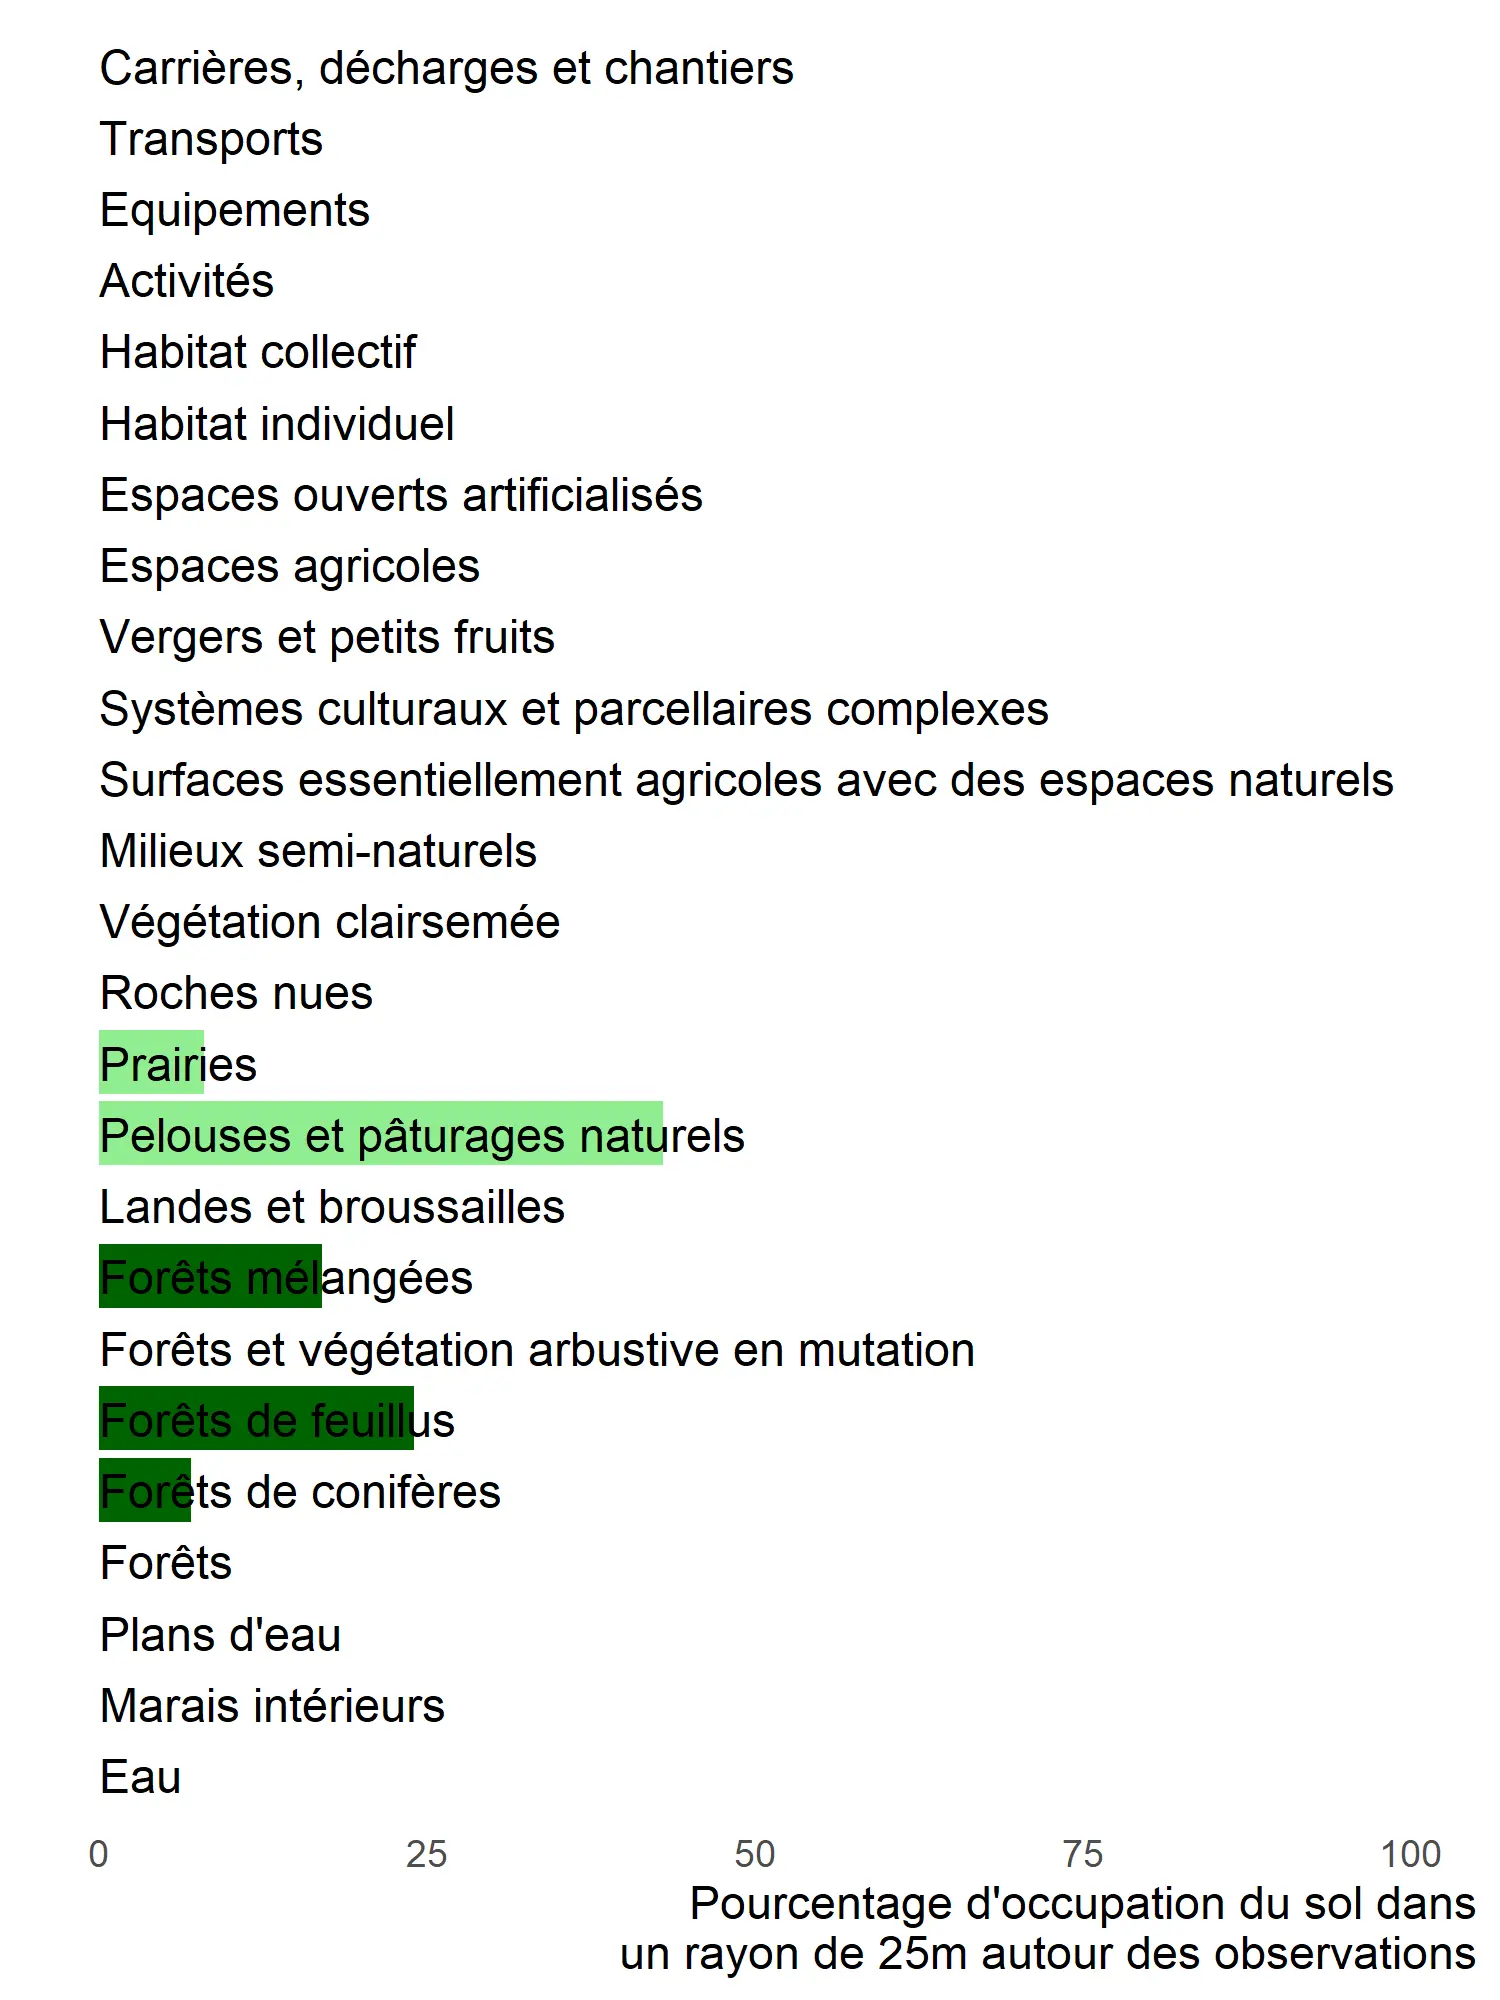 Carrières, décharges et chantiers
Transports
Equipements
Activités
Habitat collectif
Habitat individuel
Espaces ouverts artificialisés
Espaces agricoles
Vergers et petits fruits
Systèmes culturaux et parcellaires complexes
Surfaces essentiellement agricoles avec des espaces naturels
Milieux semi-naturels
Végétation clairsemée
Roches nues
Prairies
Pelouses et pâturages naturels
Landes et broussailles
Forêts mélangées
Forêts et végétation arbustive en mutation
Forêts de feuillus
Forêts de conifères
Forêts
Plans d'eau
Marais intérieurs
Eau
0 25 50 75 100
Pourcentage d'occupation du sol dans
un rayon de 25m autour des observations